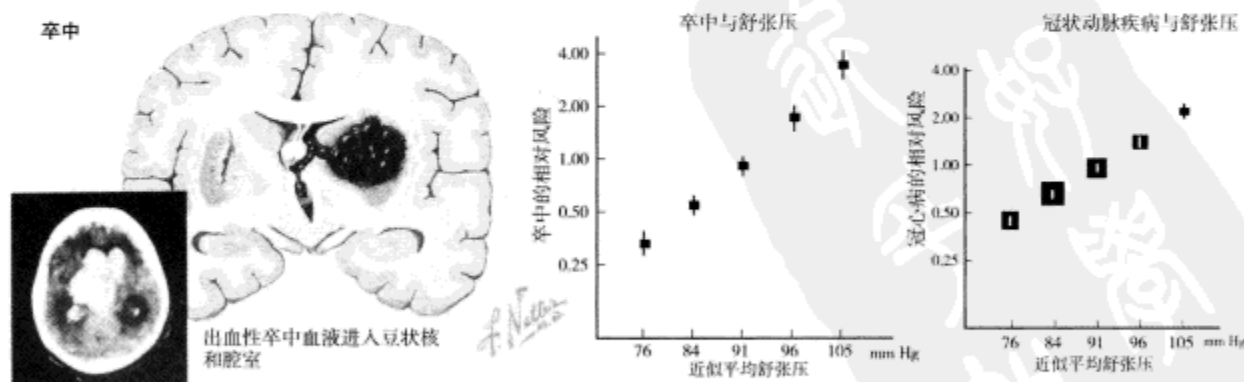 卒中
出血性卒中血液进入豆状核
和腔室
卒中与舒张压
卒中的相对风险
4.00
2.00
1.00
0.50
0.25
76 84 91 96 105 mm Hg
近似平均舒张压
冠状动脉疾病与舒张压
冠心病的相对风险
4.00
2.00
1.00
0.50
0.25
76 84 91 96 105 mm Hg
近似平均舒张压